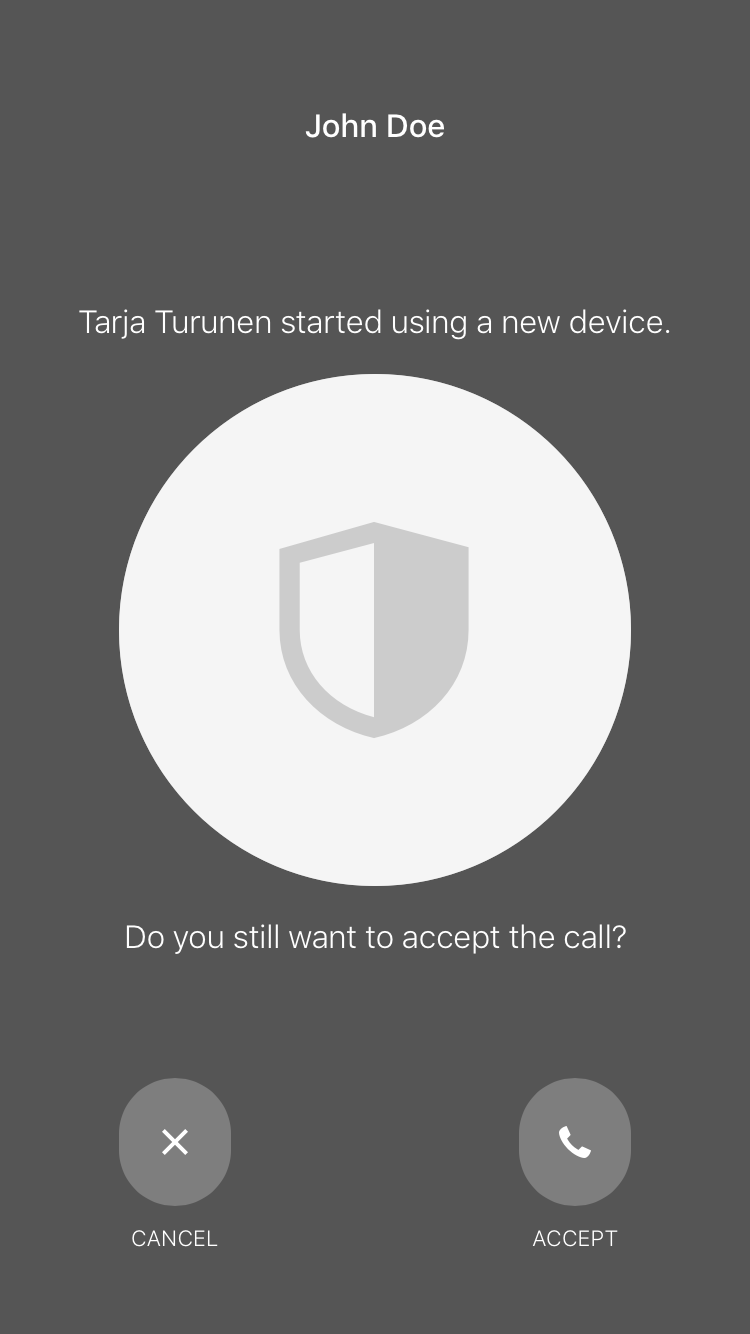 John Doe
Tarja Turunen started using a new device.
Do you still want to accept the call?
CANCEL
ACCEPT